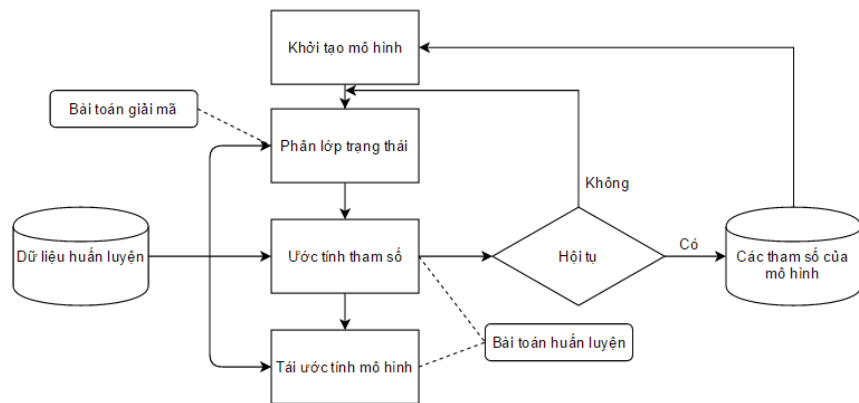 Khởi tạo mô hình
Bài toán giải mã
Phân lớp trạng thái
Không
Dữ liệu huấn luyện
Ước tính tham số
Hội tụ
Có
Các tham số của
mô hình
Bài toán huấn luyện
Tái ước tính mô hình